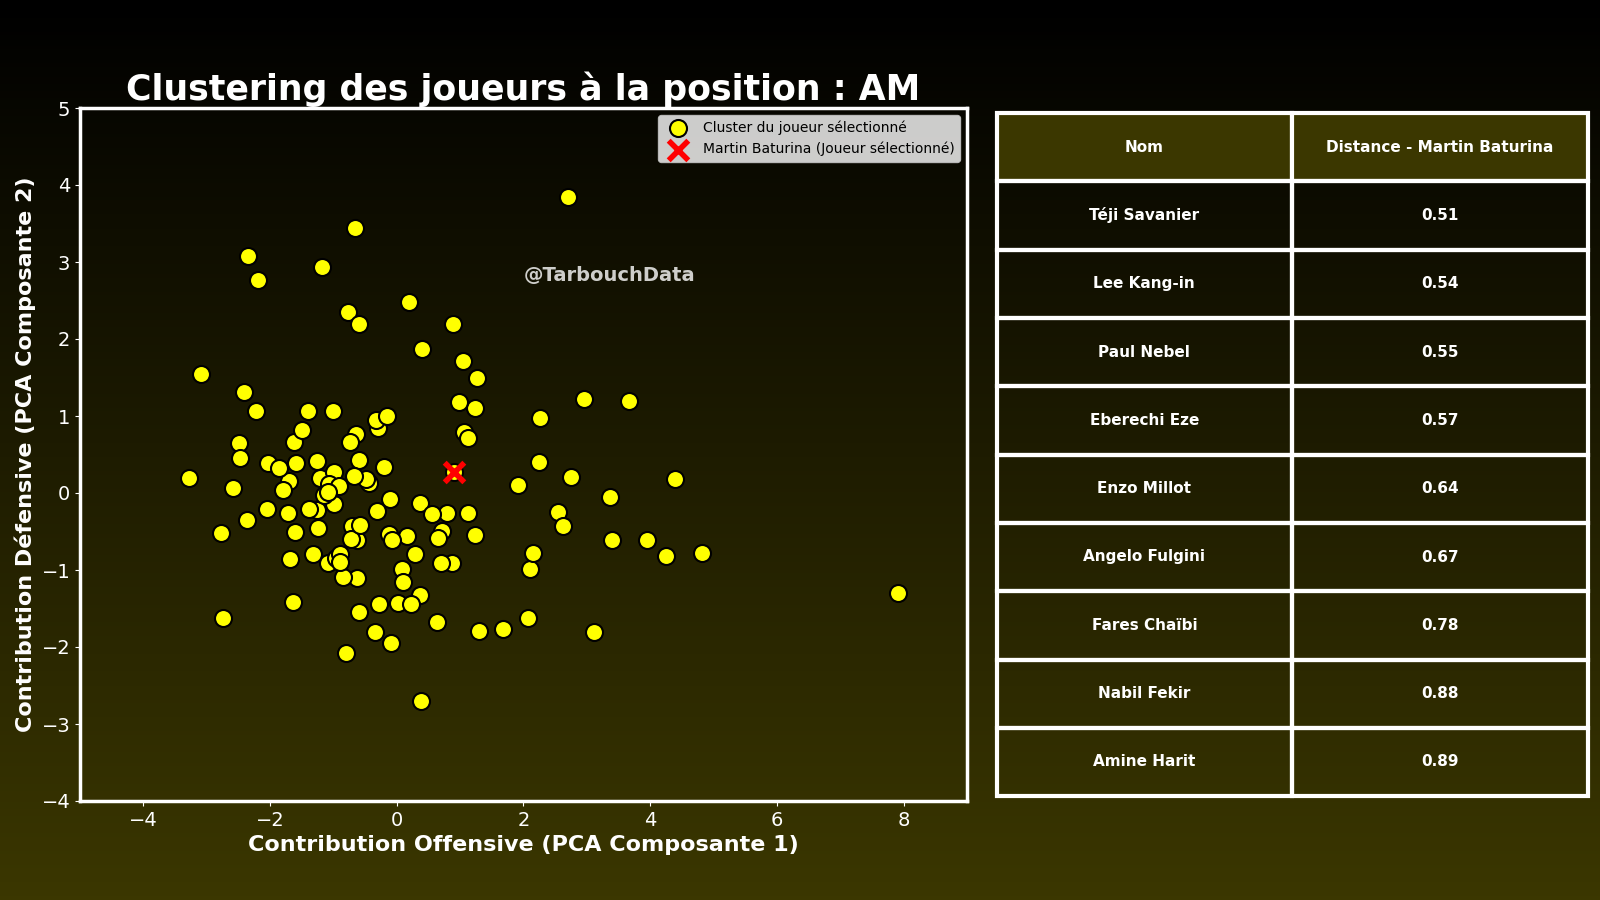 Clustering des joueurs à la position : AM
Cluster du joueur sélectionné
Martin Baturina (Joueur sélectionné)
@TarbouchData
Contribution Défensive (PCA Composante 2)
5
4
3
2
1
0
−1
−2
−3
−4
−4 −2 0 2 4 6 8
Contribution Offensive (PCA Composante 1)
Nom Distance - Martin Baturina
Téji Savanier 0.51
Lee Kang-in 0.54
Paul Nebel 0.55
Eberechi Eze 0.57
Enzo Millot 0.64
Angelo Fulgini 0.67
Fares Chaïbi 0.78
Nabil Fekir 0.88
Amine Harit 0.89